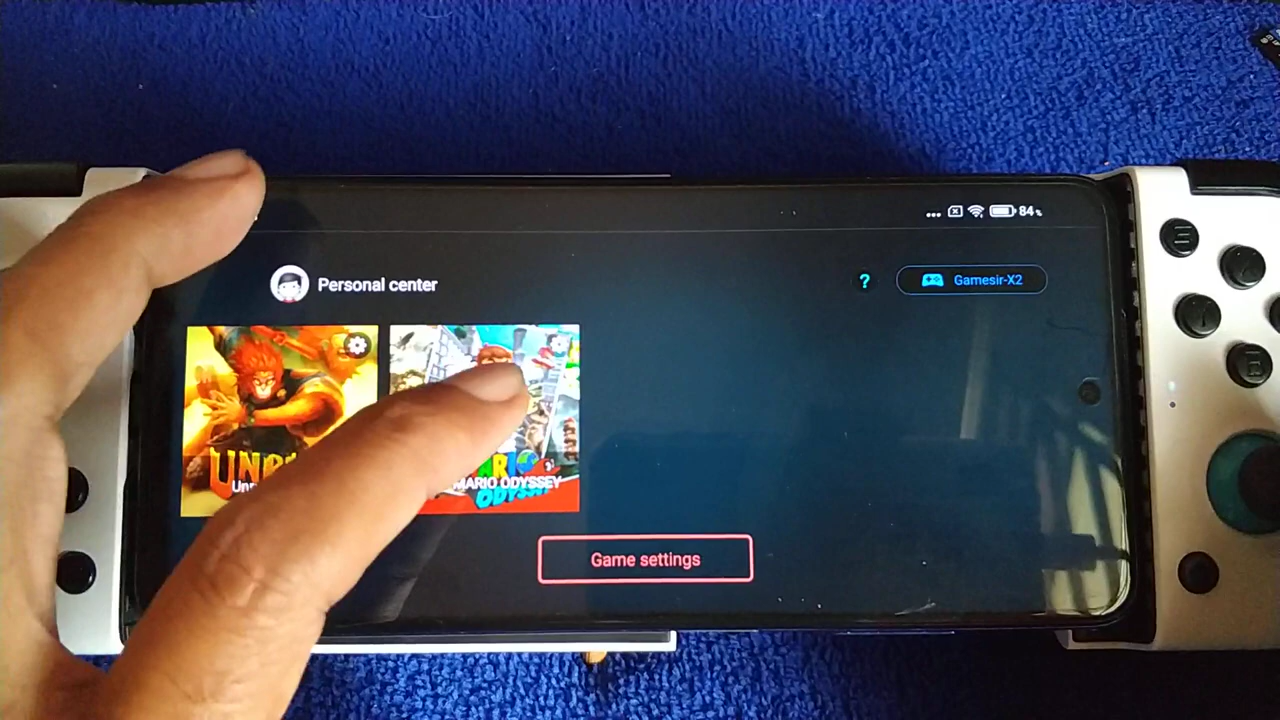 84%
Personal center
?
Gamesir-X2
MARIO ODYSSEY
Game settings